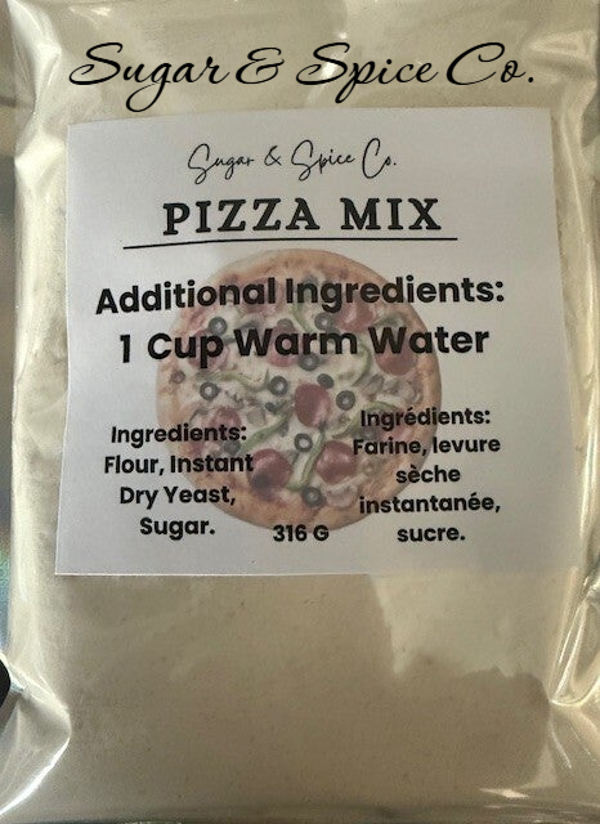 Sugar & Spice Co.
Sugar & Spice Co.
PIZZA MIX
Additional Ingredients:
1 Cup Warm Water
Ingredients:
Flour, Instant
Dry Yeast,
Sugar.
316 G
Ingrédients:
Farine, levure
sèche
instantanée,
sucre.